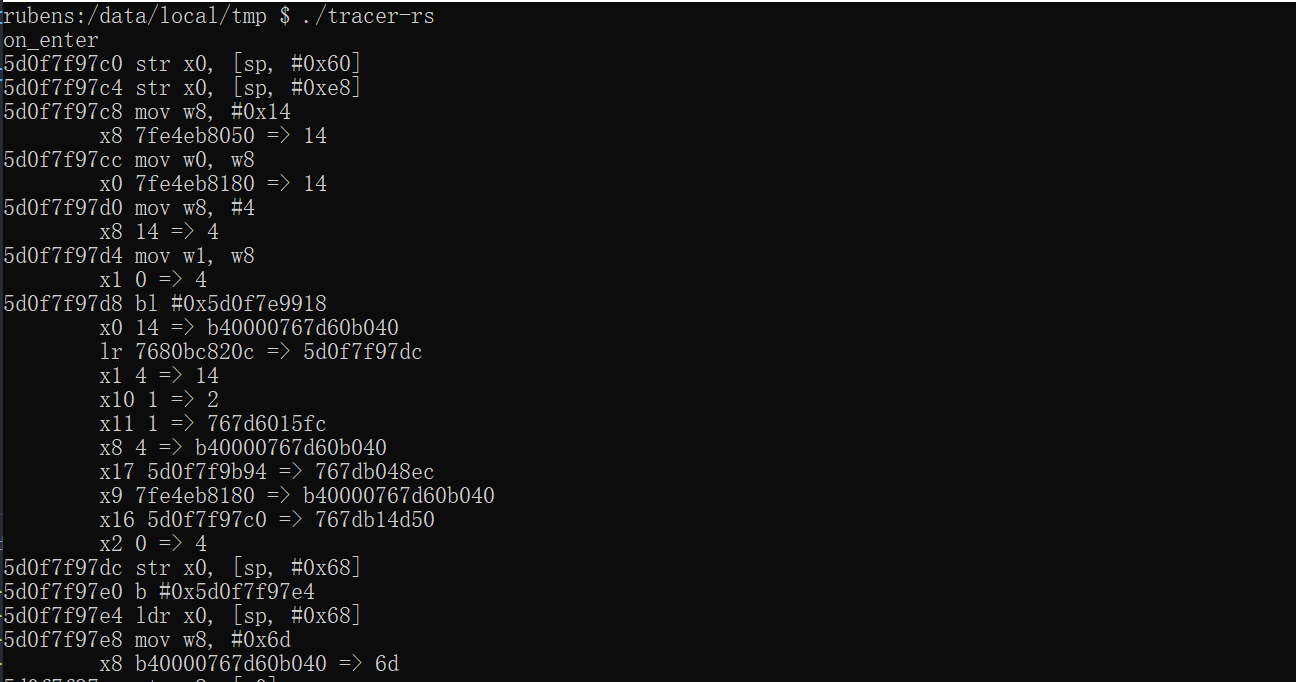 rubens:/data/local/tmp $ ./tracer-rs
on_enter
5d0f7f97c0 str x0, [sp, #0x60]
5d0f7f97c4 str x0, [sp, #0xe8]
5d0f7f97c8 mov w8, #0x14
x8 7fe4eb8050 => 14
5d0f7f97cc mov w0, w8
x0 7fe4eb8180 => 14
5d0f7f97d0 mov w8, #4
x8 14 => 4
5d0f7f97d4 mov w1, w8
x1 0 => 4
5d0f7f97d8 bl #0x5d0f7e9918
x0 14 => b40000767d60b040
lr 7680bc820c => 5d0f7f97dc
x1 4 => 14
x10 1 => 2
x11 1 => 767d6015fc
x8 4 => b40000767d60b040
x17 5d0f7f9b94 => 767db048ec
x9 7fe4eb8180 => b40000767d60b040
x16 5d0f7f97c0 => 767db14d50
x2 0 => 4
5d0f7f97dc str x0, [sp, #0x68]
5d0f7f97e0 b #0x5d0f7f97e4
5d0f7f97e4 ldr x0, [sp, #0x68]
5d0f7f97e8 mov w8, #0x6d
x8 b40000767d60b040 => 6d